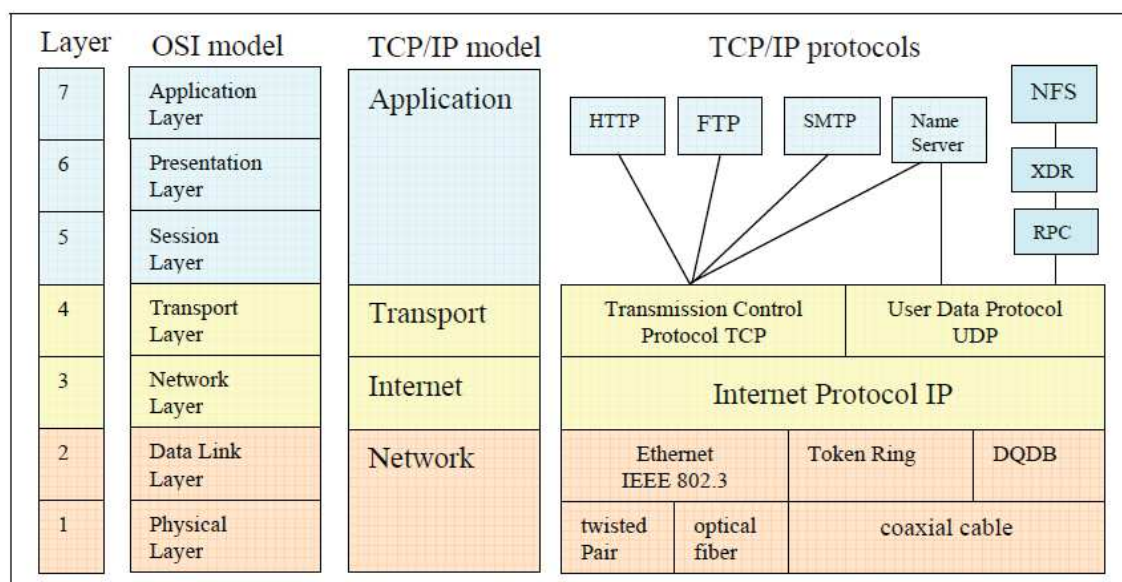 Layer
OSI model
TCP/IP model
TCP/IP protocols
7
Application
Layer
6
Presentation
Layer
5
Session
Layer
4
Transport
Layer
3
Network
Layer
2
Data Link
Layer
1
Physical
Layer
Application
Transport
Internet
Network
HTTP
FTP
SMTP
Name
Server
NFS
XDR
RPC
Transmission Control
Protocol TCP
User Data Protocol
UDP
Internet Protocol IP
Ethernet
IEEE 802.3
Token Ring
DQDB
twisted
Pair
optical
fiber
coaxial cable